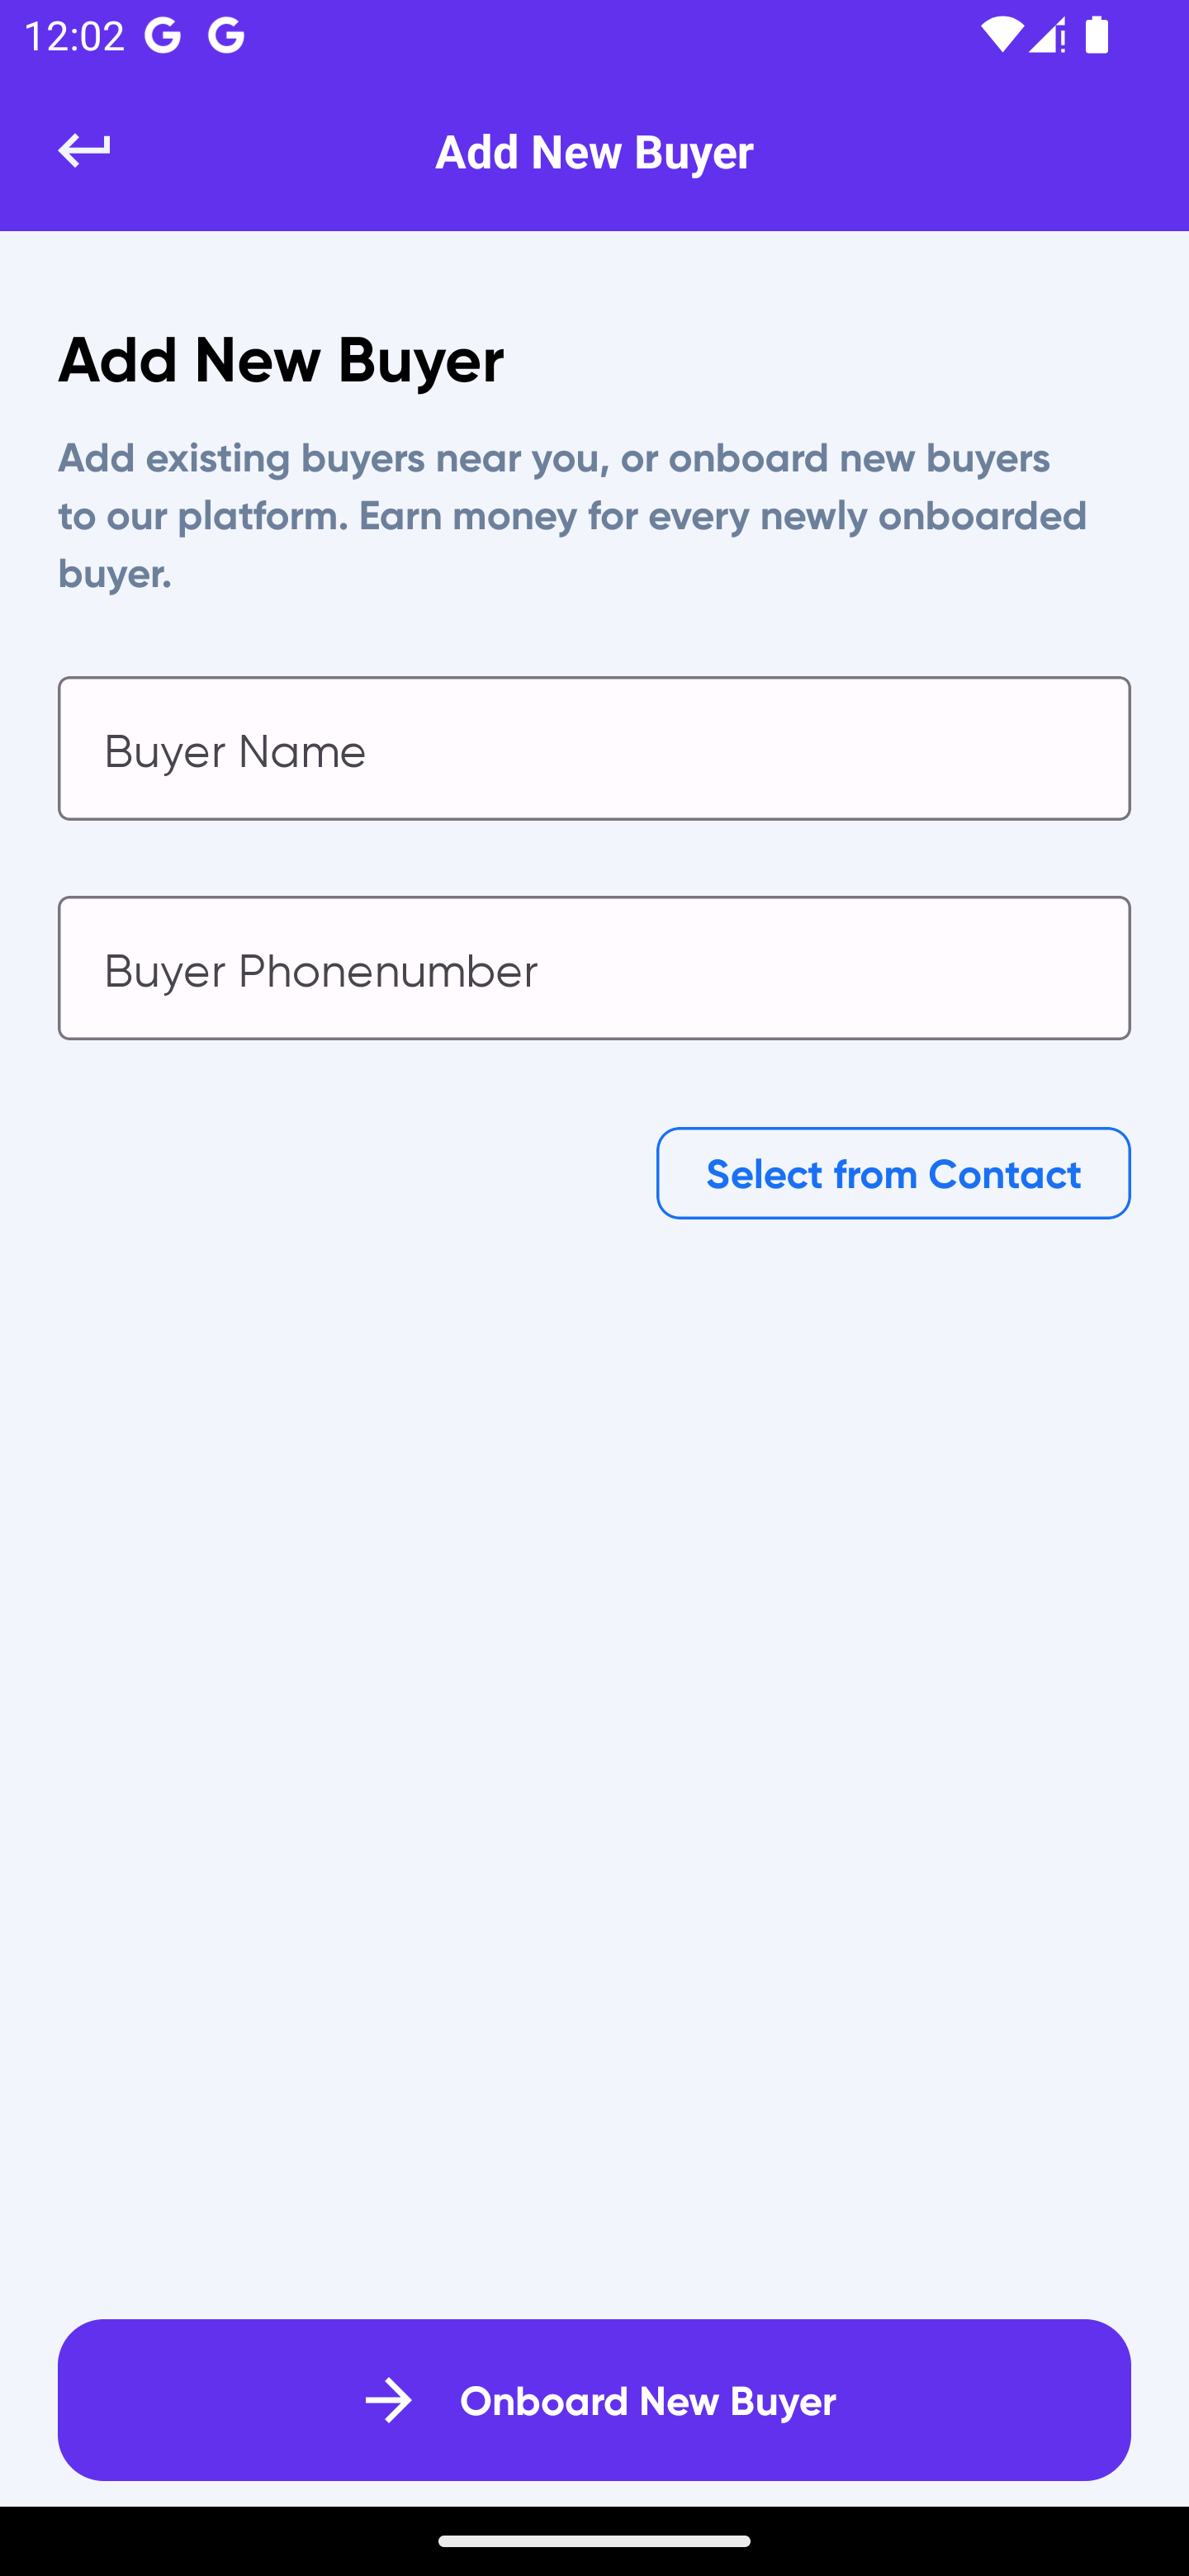 12:02 G G
Add New Buyer
Add New Buyer
Add existing buyers near you, or onboard new buyers
to our platform. Earn money for every newly onboarded
buyer.
Buyer Name
Buyer Phonenumber
Select from Contact
Onboard New Buyer